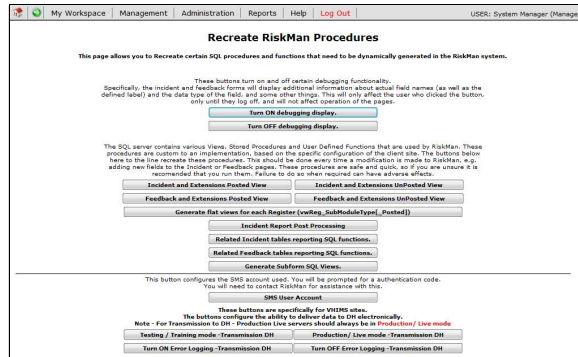 My Workspace Management Administration Reports Help Log Out USER: System Manager (Manage
Recreate RiskMan Procedures
This page allows you to Recreate certain SQL procedures and functions that need to be dynamically generated in the RiskMan system.
These buttons turn on and off certain debugging functionality.
Specifically, the incident and feedback forms will display additional information about actual field names (as well as the
defined label) and the data type of the field, and some other things. This will only affect the user who clicked the button,
only until they log off, and will not affect operation of the pages.
Turn ON debugging display.
Turn OFF debugging display.
The SQL server contains various Views, Stored Procedures and User Defined Functions that are used by RiskMan. These
procedures are custom to an implementation, based on the specific configuration of the client site. The buttons below
here to the line recreate these procedures. This should be done every time a modification is made to RiskMan, e.g.
adding new fields to the Incident or Feedback pages. These procedures are safe and quick, so if you are unsure it is
recomended that you run them. Failure to do so when required can have adverse effects.
Incident and Extensions Posted View Incident and Extensions UnPosted View
Feedback and Extensions Posted View Feedback and Extensions UnPosted View
Generate flat views for each Register (vwReg_SubModuleType[_Posted])
Incident Report
Post Processing
Related Incident tables
reporting SQL functions.
Related Feedback tables
reporting SQL functions.
Generate Subform SQL Views.
This button configures the SMS account used. You will be prompted for a authentication code.
You will need to contact RiskMan for assistance with this.
SMS User
Account
These buttons are specifically for VHIMS sites.
The buttons configure the ability to deliver data to DH electronically.
Note - For Transmission to DH - Production Live servers should always be in Production/ Live mode
Testing / Training mode -Transmission DH Production/ Live mode -Transmission DH
Turn ON Error Logging -Transmission DH Turn OFF Error Logging -Transmission DH